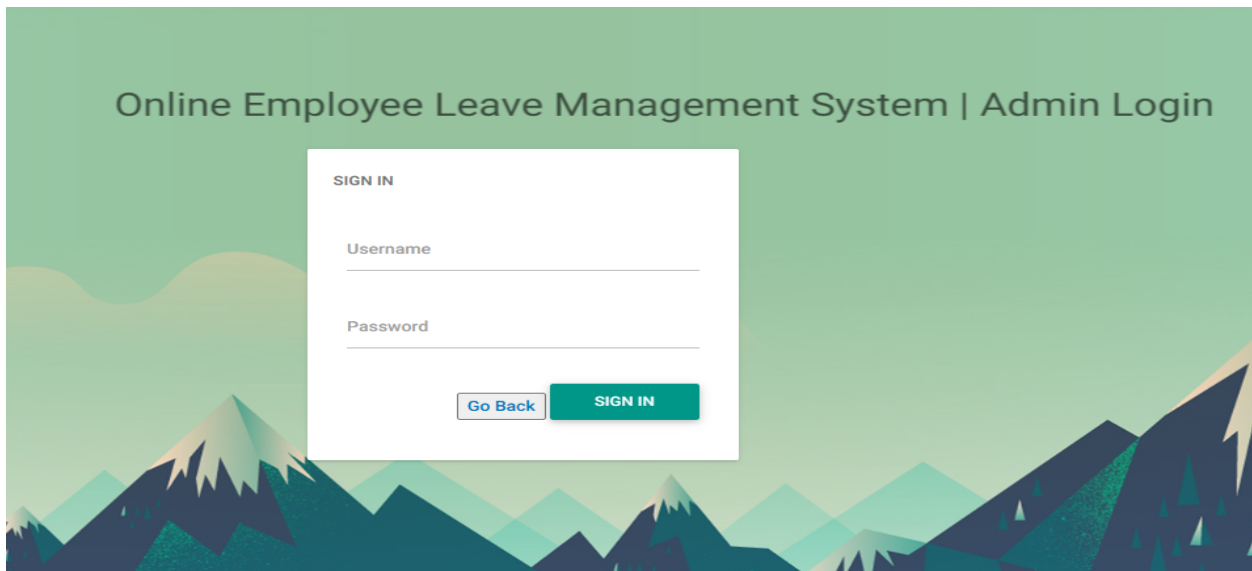 Online Employee Leave Management System | Admin Login
SIGN IN
Username
Password
Go Back SIGN IN